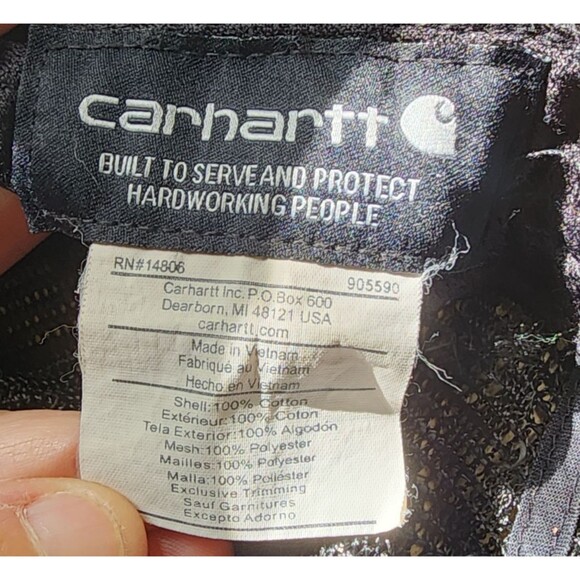 carhartt
BUILT TO SERVE AND PROTECT
HARDWORKING PEOPLE
RN#14806 905590
Carhartt Inc. P.O.Box 600
Dearborn, MI 48121 USA
carhartt.com
Made in Vietnam
Fabriqué au Vietnam
Hecho en Vietnam
Shell: 100% Cotton
Extérieur: 100% Coton
Tela Exterior: 100% Algodón
Mesh: 100% Polyester
Mailles: 100% Polyester
Malla: 100% Poliéster
Exclusive Trimming
Sauf Garnitures
Excepto Adorno